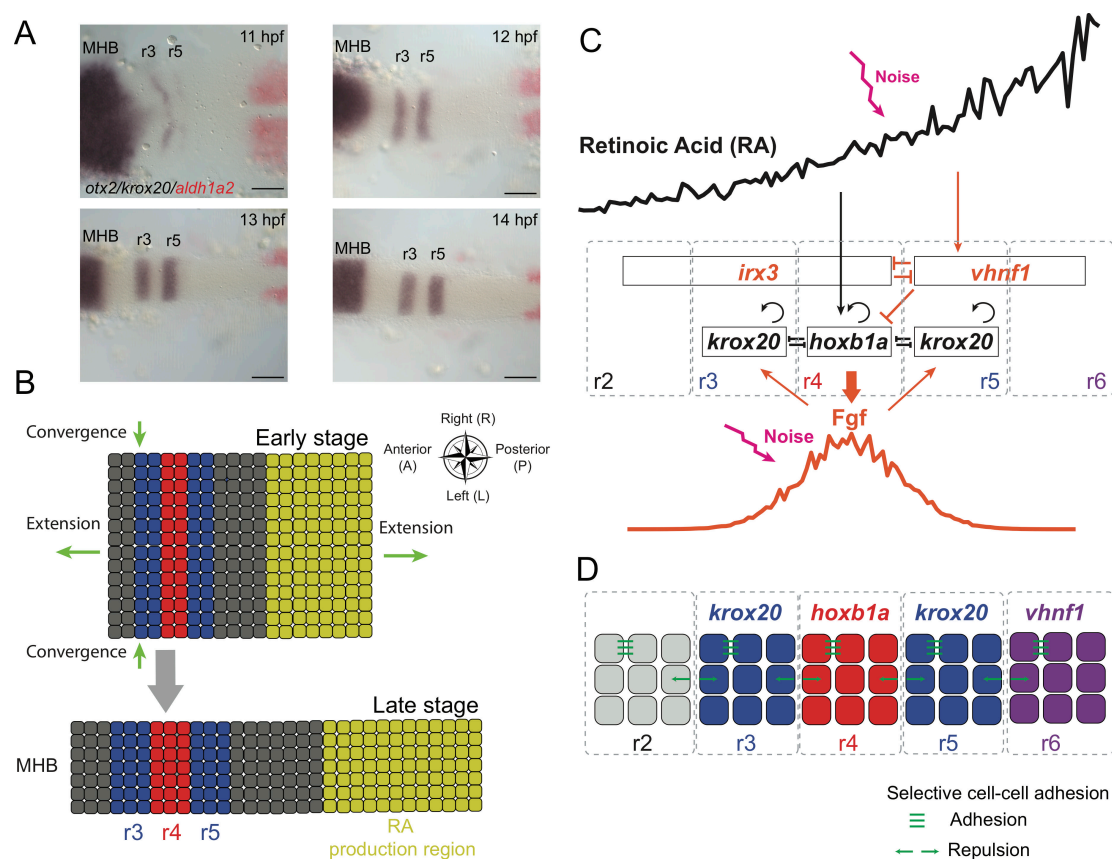 A
11 hpf
MHB
r3
r5
otx2/krox20/aldh1a2
12 hpf
MHB
r3
r5
13 hpf
MHB
r3
r5
14 hpf
MHB
r3
r5
B
Convergence
Early stage
Right (R)
Anterior
(A)
Posterior
(P)
Left (L)
Extension
Extension
Convergence
Late stage
MHB
r3
r4
r5
RA
production region
C
Noise
Retinoic Acid (RA)
irx3
vhnf1
krox20
hoxb1a
krox20
r2
r3
r4
r5
r6
Fgf
Noise
D
krox20
hoxb1a
krox20
vhnf1
r2
r3
r4
r5
r6
Selective cell-cell adhesion
Adhesion
Repulsion